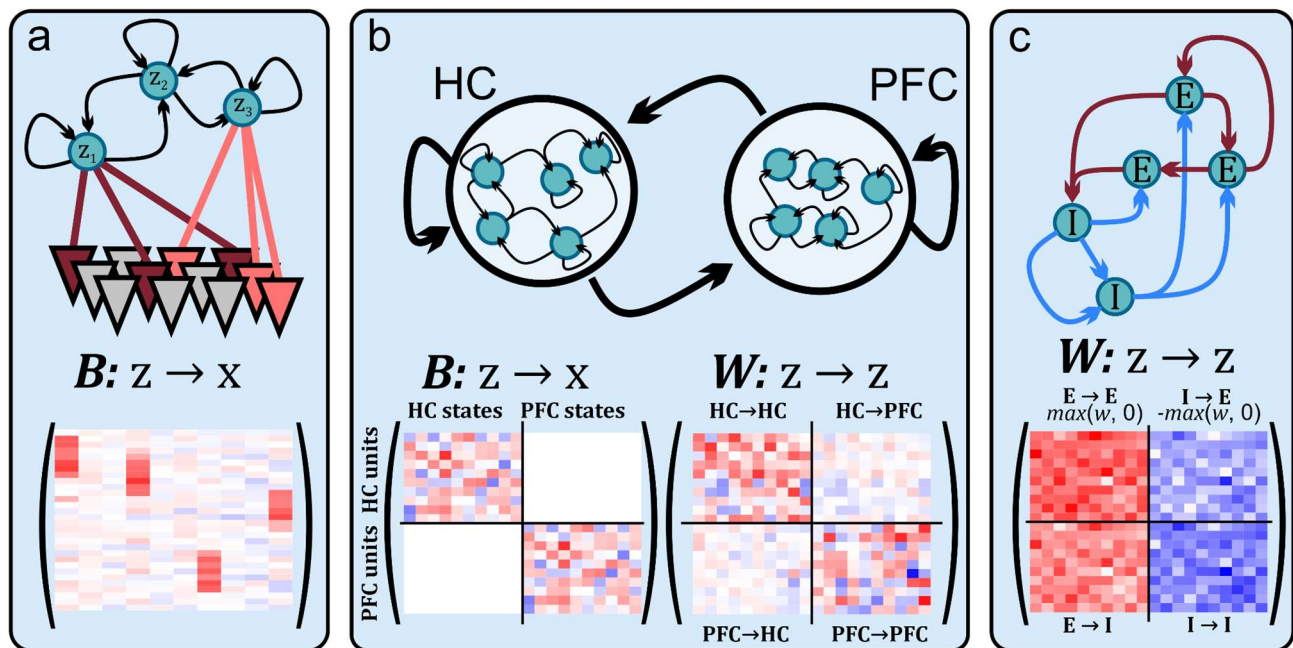 a
z₂
z₃
z₁
B: z → x
b
HC
PFC
B: z → x
HC states
PFC states
HC units
PFC units
W: z → z
HC→HC
HC→PFC
PFC→HC
PFC→PFC
c
E
E
E
I
I
W: z → z
E → E
I → E
max(w, 0)
-max(w, 0)
E → I
I → I